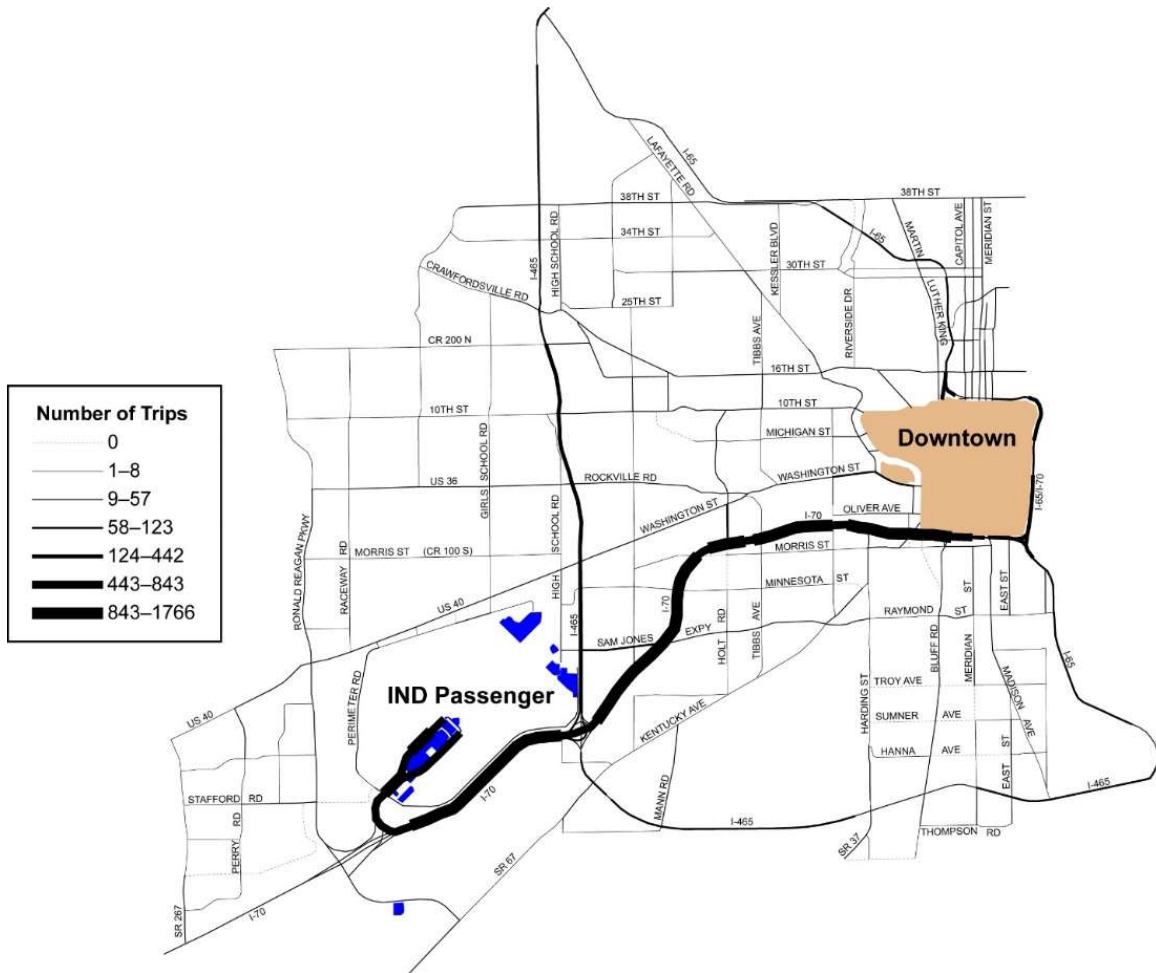 LAFAYETTE RD
I-65
38TH ST
38TH ST
34TH ST
HIGH SCHOOL RD
I-465
CRAWFORDSVILLE RD
KESSLER BLVD
30TH ST
25TH ST
I-65
MARTIN
LUTHER KING
CAPITOL AVE
MERIDIAN ST
RIVERSIDE DR
TIBBS AVE
CR 200 N
16TH ST
Number of Trips
0
1–8
9–57
58–123
124–442
443–843
843–1766
10TH ST
10TH ST
MICHIGAN ST
Downtown
WASHINGTON ST
GIRLS SCHOOL RD
US 36
ROCKVILLE RD
WASHINGTON ST
I-70
OLIVER AVE
I-65/I-70
RONALD REAGAN PKWY
RACEWAY RD
MORRIS ST (CR 100 S)
HIGH SCHOOL RD
MORRIS ST
MINNESOTA ST
US 40
I-465
I-70
SAM JONES EXPY
HOLT RD
TIBBS AVE
RAYMOND ST
EAST ST
BLUFF RD
MERIDIAN ST
I-65
PERIMETER RD
IND Passenger
KENTUCKY AVE
HARDING ST
TROY AVE
SUMNER AVE
HANNA AVE
MADISON AVE
EAST ST
US 40
STAFFORD RD
PERRY RD
I-70
MANN RD
I-465
I-465
THOMPSON RD
SR 37
SR 67
SR 267
I-70